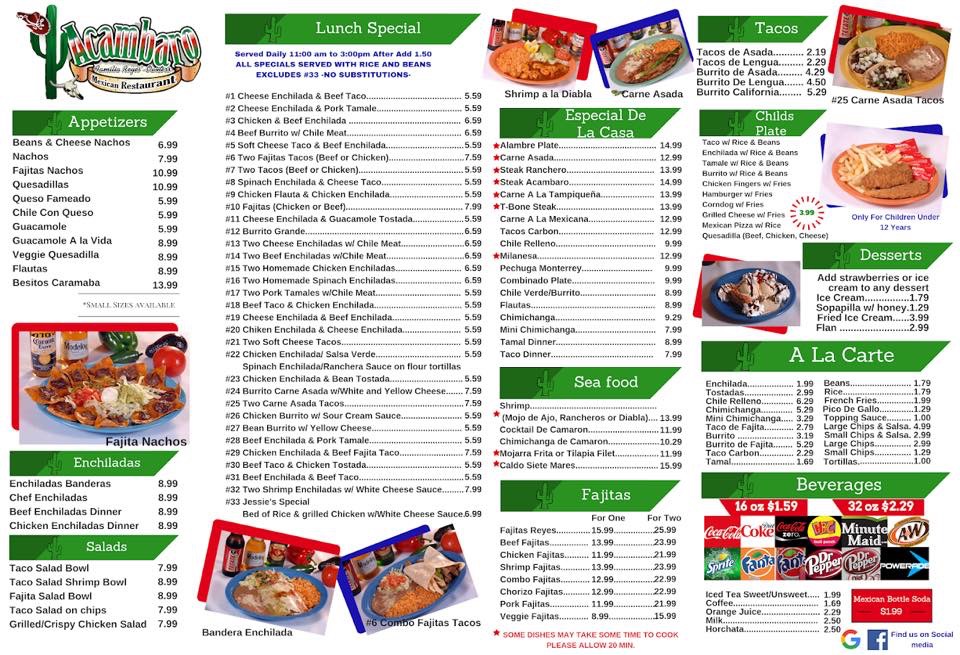 Acambaro
Familia Reyes
Mexican Restaurant
Appetizers
Beans & Cheese Nachos 6.99
Nachos 7.99
Fajitas Nachos 10.99
Quesadillas 10.99
Queso Fameado 5.99
Chile Con Queso 5.99
Guacamole 5.99
Guacamole A la Vida 8.99
Veggie Quesadilla 8.99
Flautas 8.99
Besitos Caramba 13.99
*Small Sizes available
Fajita Nachos
Enchiladas
Enchiladas Banderas 8.99
Chef Enchiladas 8.99
Beef Enchiladas Dinner 8.99
Chicken Enchiladas Dinner 8.99
Salads
Taco Salad Bowl 7.99
Taco Salad Shrimp Bowl 8.99
Fajita Salad Bowl 8.99
Taco Salad on chips 7.99
Grilled/Crispy Chicken Salad 7.99
Lunch Special
Served Daily 11:00 am to 3:00pm After Add 1.50
ALL SPECIALS SERVED WITH RICE AND BEANS
EXCLUDES #33 -NO SUBSTITUTIONS-
#1 Cheese Enchilada & Beef Taco 5.59
#2 Cheese Enchilada & Pork Tamale 5.59
#3 Chicken & Beef Enchilada 6.59
#4 Beef Burrito w/ Chile Meat 6.59
#5 Soft Cheese Taco & Beef Enchilada 5.59
#6 Two Fajitas Tacos (Beef or Chicken) 7.59
#7 Two Tacos (Beef or Chicken) 5.59
#8 Spinach Enchilada & Cheese Taco 5.59
#9 Chicken Flauta & Chicken Enchilada 5.59
#10 Fajitas (Chicken or Beef) 7.99
#11 Cheese Enchilada & Guacamole Tostada 5.59
#12 Burrito Grande 5.59
#13 Two Cheese Enchiladas w/ Chile Meat 6.59
#14 Two Beef Enchiladas w/Chile Meat 6.59
#15 Two Homemade Chicken Enchiladas 5.59
#16 Two Homemade Spinach Enchiladas 5.59
#17 Two Pork Tamales w/Chile Meat 5.59
#18 Beef Taco & Chicken Enchilada 5.59
#19 Cheese Enchilada & Beef Enchilada 5.59
#20 Chiken Enchilada & Cheese Enchilada 5.59
#21 Two Soft Cheese Tacos 5.59
#22 Chicken Enchilada/ Salsa Verde 5.59
Spinach Enchilada/Ranchera Sauce on flour tortillas
#23 Chicken Enchilada & Bean Tostada 5.59
#24 Burrito Carne Asada w/White and Yellow Cheese 7.59
#25 Two Carne Asada Tacos 7.59
#26 Chicken Burrito w/ Sour Cream Sauce 6.59
#27 Bean Burrito w/ Yellow Cheese 5.59
#28 Beef Enchilada & Pork Tamale 5.59
#29 Chicken Enchilada & Beef Fajita Taco 7.59
#30 Beef Taco & Chicken Tostada 5.59
#31 Beef Enchilada & Beef Taco 5.59
#32 Two Shrimp Enchiladas w/ White Cheese Sauce 7.99
#33 Jessie's Special
Bed of Rice & grilled Chicken w/White Cheese Sauce.6.99
Bandera Enchilada
#6 Combo Fajitas Tacos
Shrimp a la Diabla
Carne Asada
Especial De
La Casa
Alambre Plate 14.99
Carne Asada 12.99
Steak Ranchero 13.99
Steak Acambaro 14.99
Carne A La Tampiqueña 13.99
T-Bone Steak 13.99
Carne A La Mexicana 12.99
Tacos Carbon 12.99
Chile Relleno 9.99
Milanesa 12.99
Pechuga Monterrey 9.99
Combinado Plate 9.99
Chile Verde/Burrito 8.99
Flautas 8.99
Chimichanga 9.29
Mini Chimichanga 7.99
Tamal Dinner 8.99
Taco Dinner 7.99
Sea food
Shrimp
(Mojo de Ajo, Rancheros or Diabla) 13.99
Cocktail De Camaron 11.99
Chimichanga de Camaron 10.29
Mojarra Frita or Tilapia Filet 11.99
Caldo Siete Mares 15.99
Fajitas
For One For Two
Fajitas Reyes 15.99 25.99
Beef Fajitas 13.99 23.99
Chicken Fajitas 11.99 21.99
Shrimp Fajitas 13.99 23.99
Combo Fajitas 12.99 22.99
Chorizo Fajitas 12.99 22.99
Pork Fajitas 11.99 21.99
Veggie Fajitas 8.99 15.99
SOME DISHES MAY TAKE SOME TIME TO COOK
PLEASE ALLOW 20 MIN.
Tacos
Tacos de Asada 2.19
Tacos de Lengua 2.29
Burrito de Asada 4.29
Burrito De Lengua 4.50
Burrito California 5.29
#25 Carne Asada Tacos
Childs
Plate
Taco w/ Rice & Beans
Enchilada w/ Rice & Beans
Tamale w/ Rice & Beans
Burrito w/ Rice & Beans
Chicken Fingers w/ Fries
Hamburger w/ Fries
Corndog w/ Fries
Grilled Cheese w/ Fries
Mexican Pizza w/ Rice
Quesadilla (Beef, Chicken, Cheese)
3.99
Only For Children Under
12 Years
Desserts
Add strawberries or ice
cream to any dessert
Ice Cream 1.79
Sopapilla w/ honey.1.29
Fried Ice Cream 3.99
Flan 2.99
A La Carte
Enchilada 1.99
Tostadas 2.99
Chile Relleno 6.29
Chimichanga 5.29
Mini Chimichanga 3.29
Taco de Fajita 2.79
Burrito 3.19
Burrito de Fajita 5.29
Taco Carbon 2.29
Tamal 1.69
Beans 1.79
Rice 1.79
French Fries 1.99
Pico De Gallo 1.29
Topping Sauce 1.00
Large Chips & Salsa. 4.99
Small Chips & Salsa. 2.99
Large Chips 2.99
Small Chips 1.29
Tortillas 1.00
Beverages
16 oz $1.59
32 oz $2.29
Coca-Cola
Diet Coke
Coca-Cola zero
Minute Maid
A&W
Sprite
Fanta
Fanta
Dr Pepper
diet Dr Pepper
POWERADE
Iced Tea Sweet/Unsweet 1.99
Coffee 1.69
Orange Juice 2.29
Milk 2.50
Horchata 2.50
Mexican Bottle Soda
$1.99
G
f
Find us on Social
media